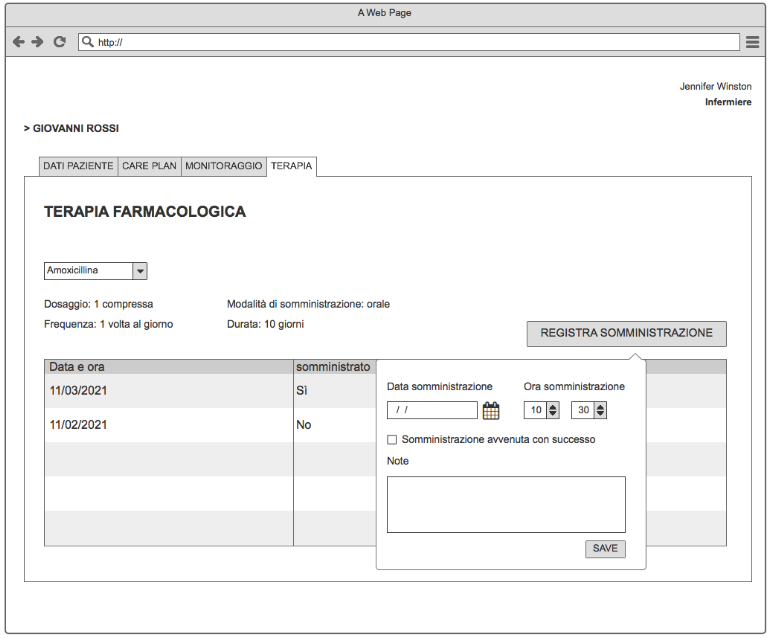 A Web Page
http://
Jennifer Winston
Infermiere
> GIOVANNI ROSSI
DATI PAZIENTE CARE PLAN MONITORAGGIO TERAPIA
TERAPIA FARMACOLOGICA
Amoxicillina
Dosaggio: 1 compressa Modalità di somministrazione: orale
Frequenza: 1 volta al giorno Durata: 10 giorni
REGISTRA SOMMINISTRAZIONE
Data e ora somministrato
11/03/2021 Sì
11/02/2021 No
Data somministrazione Ora somministrazione
/ / 10 30
Somministrazione avvenuta con successo
Note
SAVE